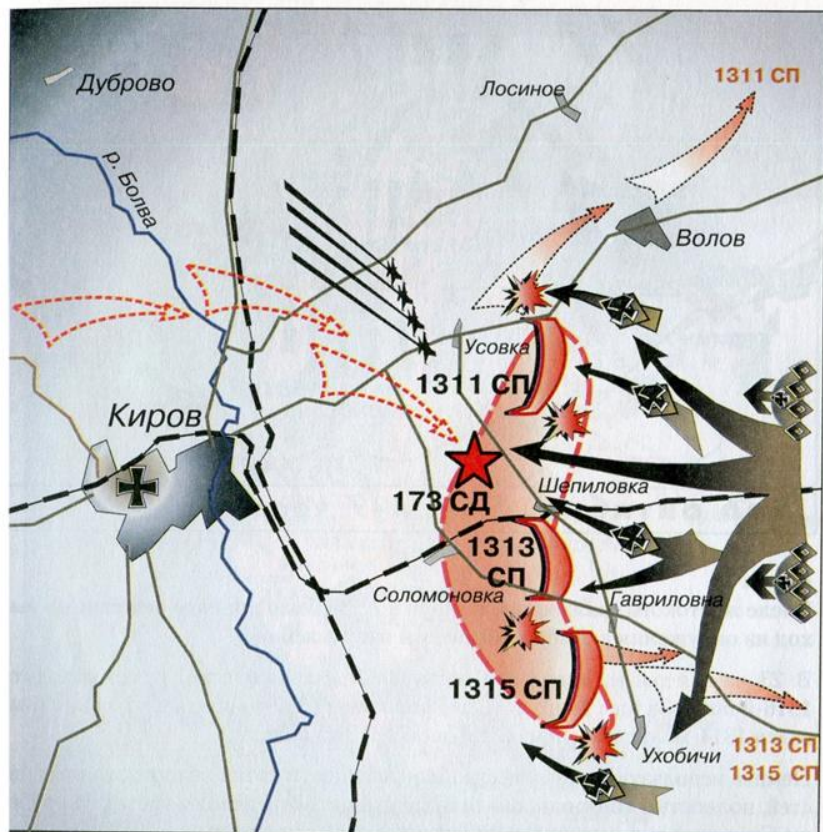 Дуброво
Лосиное
1311 СП
р. Болва
Волов
Усовка
1311 СП
Киров
173 СД
Шепиловка
1313
СП
Соломоновка
Гавриловна
1315 СП
Ухобичи
1313 СП
1315 СП